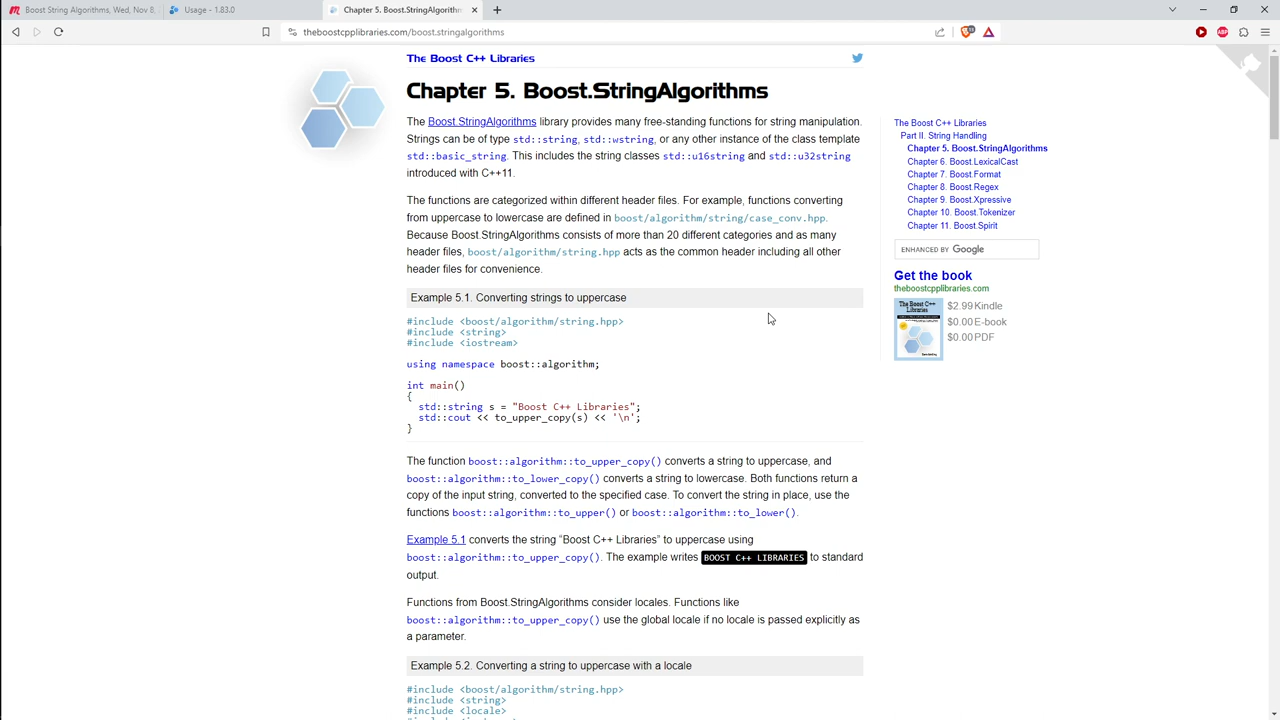 Boost String Algorithms, Wed, Nov 8,
Usage - 1.83.0
Chapter 5. Boost.StringAlgorithm
theboostcpplibraries.com/boost.stringalgorithms
ABP
The Boost C++ Libraries
Chapter 5. Boost.StringAlgorithms
The Boost.StringAlgorithms library provides many free-standing functions for string manipulation.
Strings can be of type std::string, std::wstring, or any other instance of the class template
std::basic_string. This includes the string classes std::u16string and std::u32string
introduced with C++11.
The functions are categorized within different header files. For example, functions converting
from uppercase to lowercase are defined in boost/algorithm/string/case_conv.hpp.
Because Boost.StringAlgorithms consists of more than 20 different categories and as many
header files, boost/algorithm/string.hpp acts as the common header including all other
header files for convenience.
Example 5.1. Converting strings to uppercase
#include <boost/algorithm/string.hpp>
#include <string>
#include <iostream>
using namespace boost::algorithm;
int main()
{
std::string s = "Boost C++ Libraries";
std::cout << to_upper_copy(s) << '\n';
}
The function boost::algorithm::to_upper_copy() converts a string to uppercase, and
boost::algorithm::to_lower_copy() converts a string to lowercase. Both functions return a
copy of the input string, converted to the specified case. To convert the string in place, use the
functions boost::algorithm::to_upper() or boost::algorithm::to_lower().
Example 5.1 converts the string “Boost C++ Libraries” to uppercase using
boost::algorithm::to_upper_copy(). The example writes BOOST C++ LIBRARIES to standard
output.
Functions from Boost.StringAlgorithms consider locales. Functions like
boost::algorithm::to_upper_copy() use the global locale if no locale is passed explicitly as
a parameter.
Example 5.2. Converting a string to uppercase with a locale
#include <boost/algorithm/string.hpp>
#include <string>
#include <locale>
The Boost C++ Libraries
Part II. String Handling
Chapter 5. Boost.StringAlgorithms
Chapter 6. Boost.LexicalCast
Chapter 7. Boost.Format
Chapter 8. Boost.Regex
Chapter 9. Boost.Xpressive
Chapter 10. Boost.Tokenizer
Chapter 11. Boost.Spirit
ENHANCED BY Google
Get the book
theboostcpplibraries.com
The Boost C++
Libraries
$2.99 Kindle
$0.00 E-book
$0.00 PDF